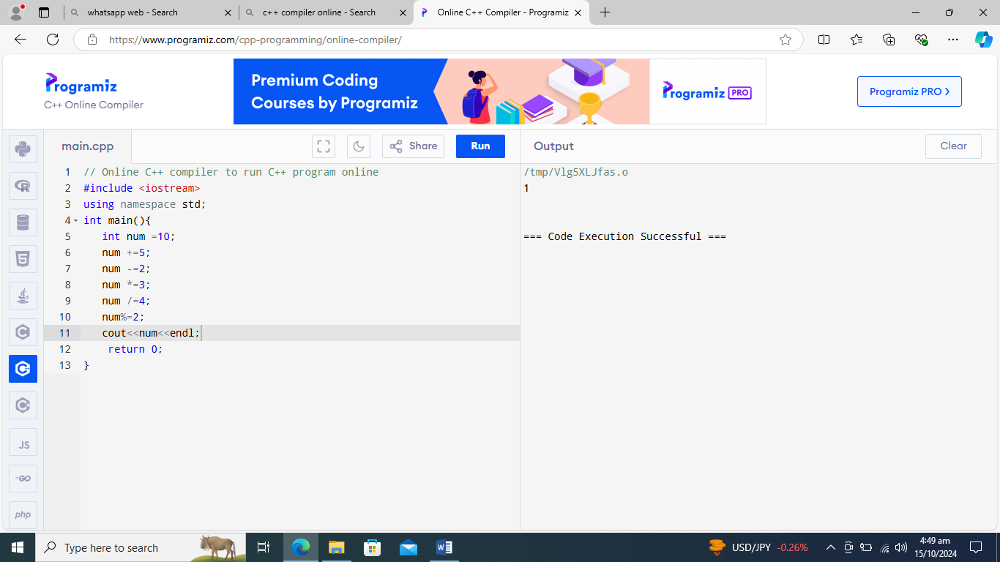 whatsapp web - Search
c++ compiler online - Search
Online C++ Compiler - Programiz
https://www.programiz.com/cpp-programming/online-compiler/
Programiz
C++ Online Compiler
Premium Coding
Courses by Programiz
Programiz PRO
Programiz PRO >
main.cpp
Share
Run
Output
Clear
1 // Online C++ compiler to run C++ program online
2 #include <iostream>
3 using namespace std;
4 int main(){
5 int num =10;
6 num +=5;
7 num -=2;
8 num *=3;
9 num /=4;
10 num%=2;
11 cout<<num<<endl;
12 return 0;
13 }
/tmp/Vlg5XLJfas.o
1
=== Code Execution Successful ===
R
5
C
C
C
JS
GO
php
Type here to search
W
USD/JPY -0.26%
4:49 am
15/10/2024